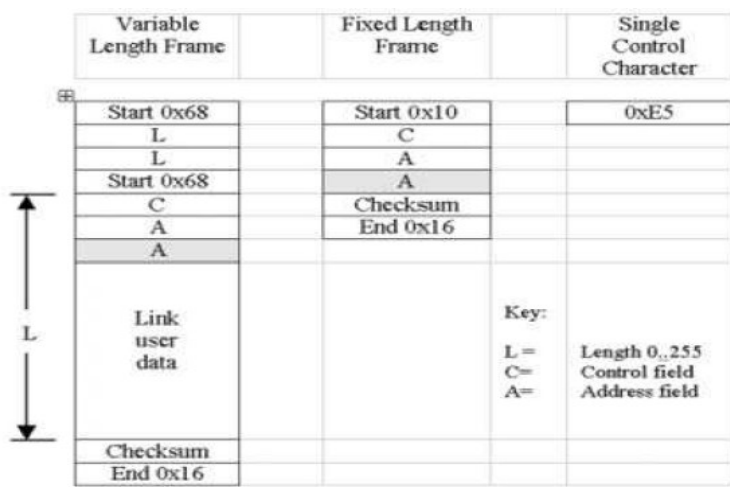 Variable
Length Frame
Fixed Length
Frame
Single
Control
Character
Start 0x68
L
L
Start 0x68
C
A
A
Link
user
data
Checksum
End 0x16
L
Start 0x10
C
A
A
Checksum
End 0x16
0xE5
Key:
L = Length 0..255
C= Control field
A= Address field